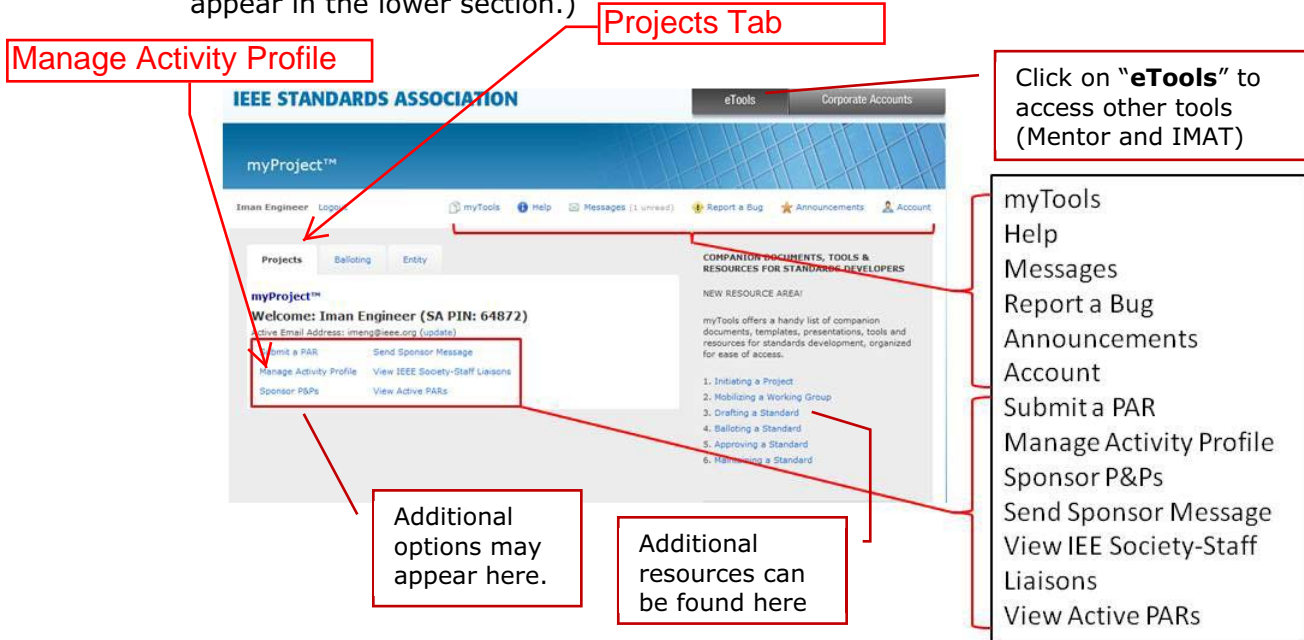 appear in the lower section.)
Projects Tab
Manage Activity Profile
Click on “eTools” to
access other tools
(Mentor and IMAT)
IEEE STANDARDS ASSOCIATION
eTools
Corporate Accounts
myProject™
Iman Engineer Logout
myTools Help Messages (1 unread) Report a Bug Announcements Account
Projects Balloting Entity
myProject™
Welcome: Iman Engineer (SA PIN: 64872)
Active Email Address: imeng@ieee.org (update)
Submit a PAR Send Sponsor Message
Manage Activity Profile View IEEE Society-Staff Liaisons
Sponsor P&Ps View Active PARs
COMPANION DOCUMENTS, TOOLS &
RESOURCES FOR STANDARDS DEVELOPERS
NEW RESOURCE AREA!
myTools offers a handy list of companion
documents, templates, presentations, tools and
resources for standards development, organized
for ease of access.
1. Initiating a Project
2. Mobilizing a Working Group
3. Drafting a Standard
4. Balloting a Standard
5. Approving a Standard
6. Maintaining a Standard
myTools
Help
Messages
Report a Bug
Announcements
Account
Submit a PAR
Manage Activity Profile
Sponsor P&Ps
Send Sponsor Message
View IEE Society-Staff
Liaisons
View Active PARs
Additional
options may
appear here.
Additional
resources can
be found here